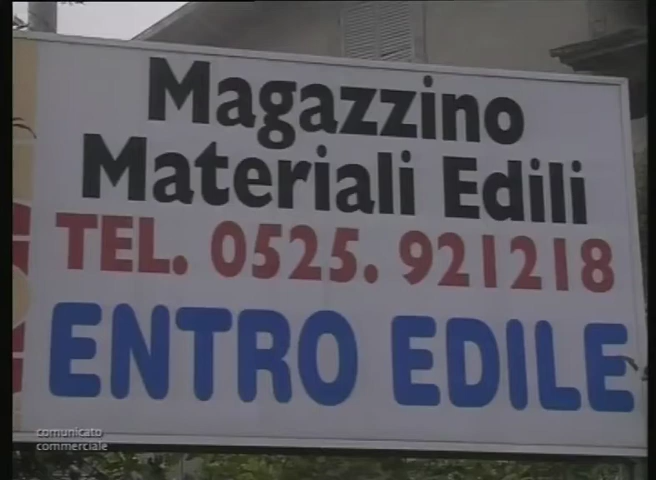 Magazzino
Materiali Edili
TEL. 0525. 921218
ENTRO EDILE
comunicato
commerciale